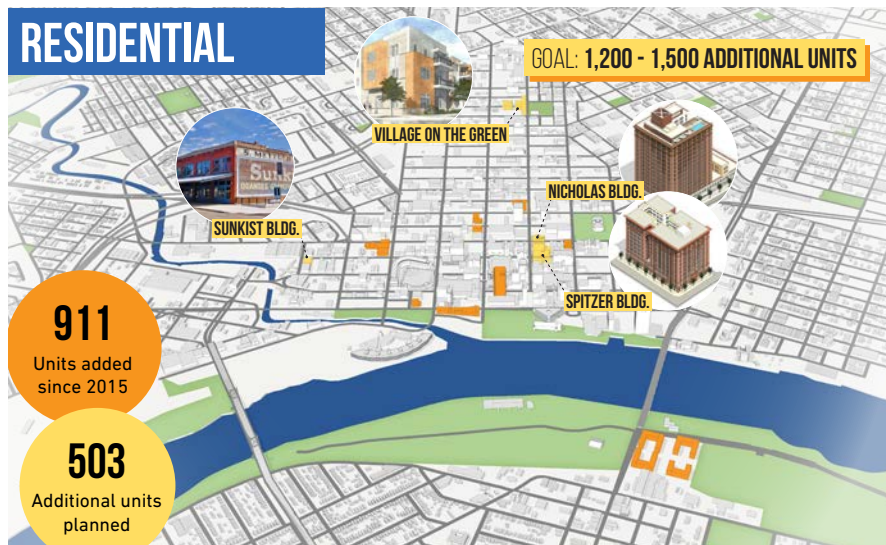 RESIDENTIAL
GOAL: 1,200 - 1,500 ADDITIONAL UNITS
VILLAGE ON THE GREEN
Sunk
SUNKIST BLDG.
NICHOLAS BLDG.
SPITZER BLDG.
911
Units added
since 2015
503
Additional units
planned